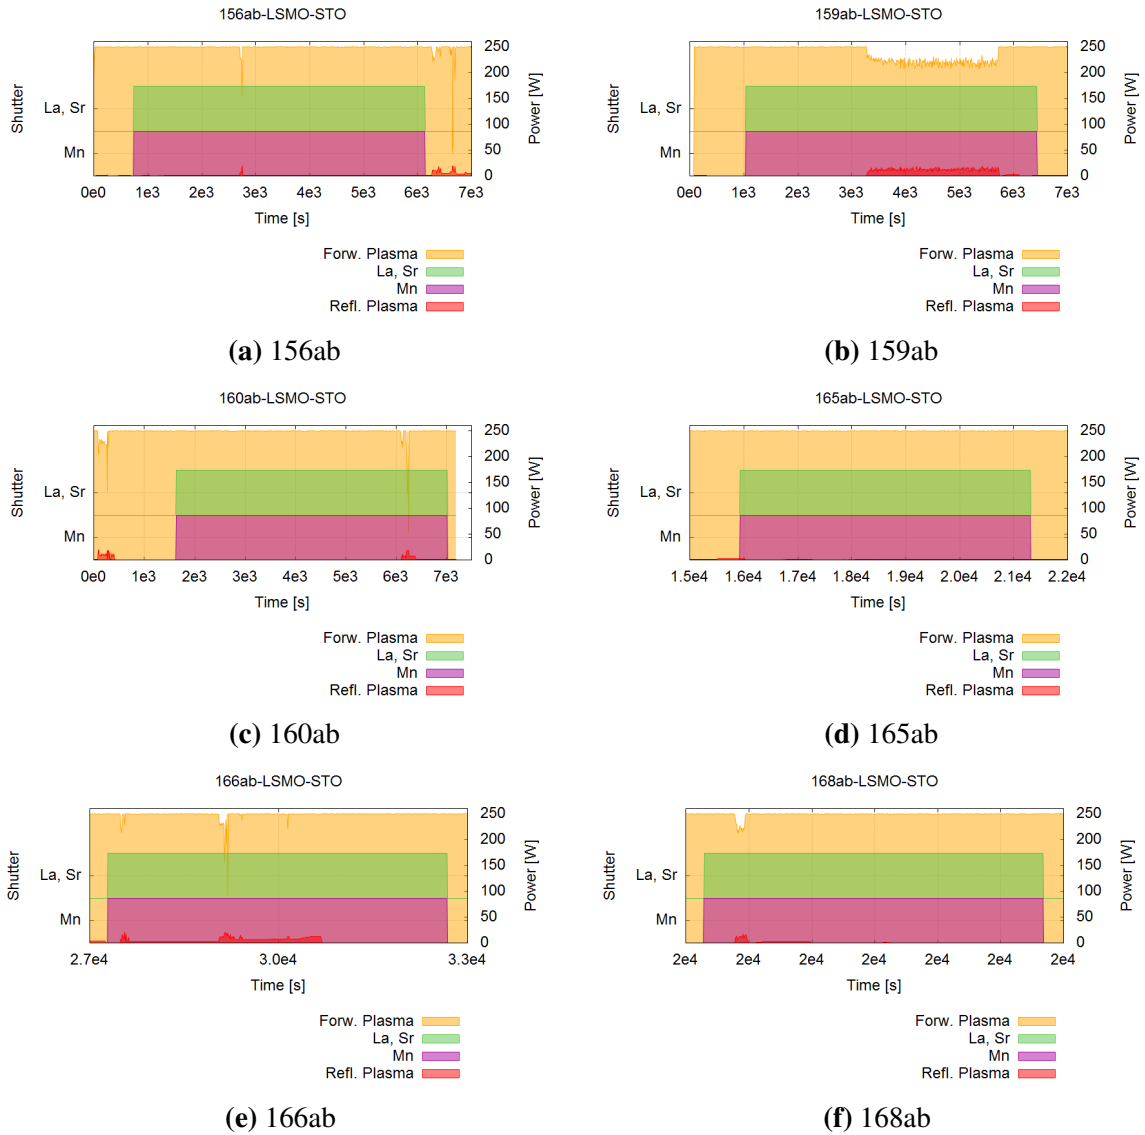 156ab-LSMO-STO
Shutter
La, Sr
Mn
250
200
150
100
50
0
Power [W]
0e0 1e3 2e3 3e3 4e3 5e3 6e3 7e3
Time [s]
Forw. Plasma
La, Sr
Mn
Refl. Plasma
(a) 156ab
159ab-LSMO-STO
Shutter
La, Sr
Mn
250
200
150
100
50
0
Power [W]
0e0 1e3 2e3 3e3 4e3 5e3 6e3 7e3
Time [s]
Forw. Plasma
La, Sr
Mn
Refl. Plasma
(b) 159ab
160ab-LSMO-STO
Shutter
La, Sr
Mn
250
200
150
100
50
0
Power [W]
0e0 1e3 2e3 3e3 4e3 5e3 6e3 7e3
Time [s]
Forw. Plasma
La, Sr
Mn
Refl. Plasma
(c) 160ab
165ab-LSMO-STO
Shutter
La, Sr
Mn
250
200
150
100
50
0
Power [W]
1.5e4 1.6e4 1.7e4 1.8e4 1.9e4 2.0e4 2.1e4 2.2e4
Time [s]
Forw. Plasma
La, Sr
Mn
Refl. Plasma
(d) 165ab
166ab-LSMO-STO
Shutter
La, Sr
Mn
250
200
150
100
50
0
Power [W]
2.7e4 3.0e4 3.3e4
Time [s]
Forw. Plasma
La, Sr
Mn
Refl. Plasma
(e) 166ab
168ab-LSMO-STO
Shutter
La, Sr
Mn
250
200
150
100
50
0
Power [W]
2e4 2e4 2e4 2e4 2e4 2e4 2e4
Time [s]
Forw. Plasma
La, Sr
Mn
Refl. Plasma
(f) 168ab